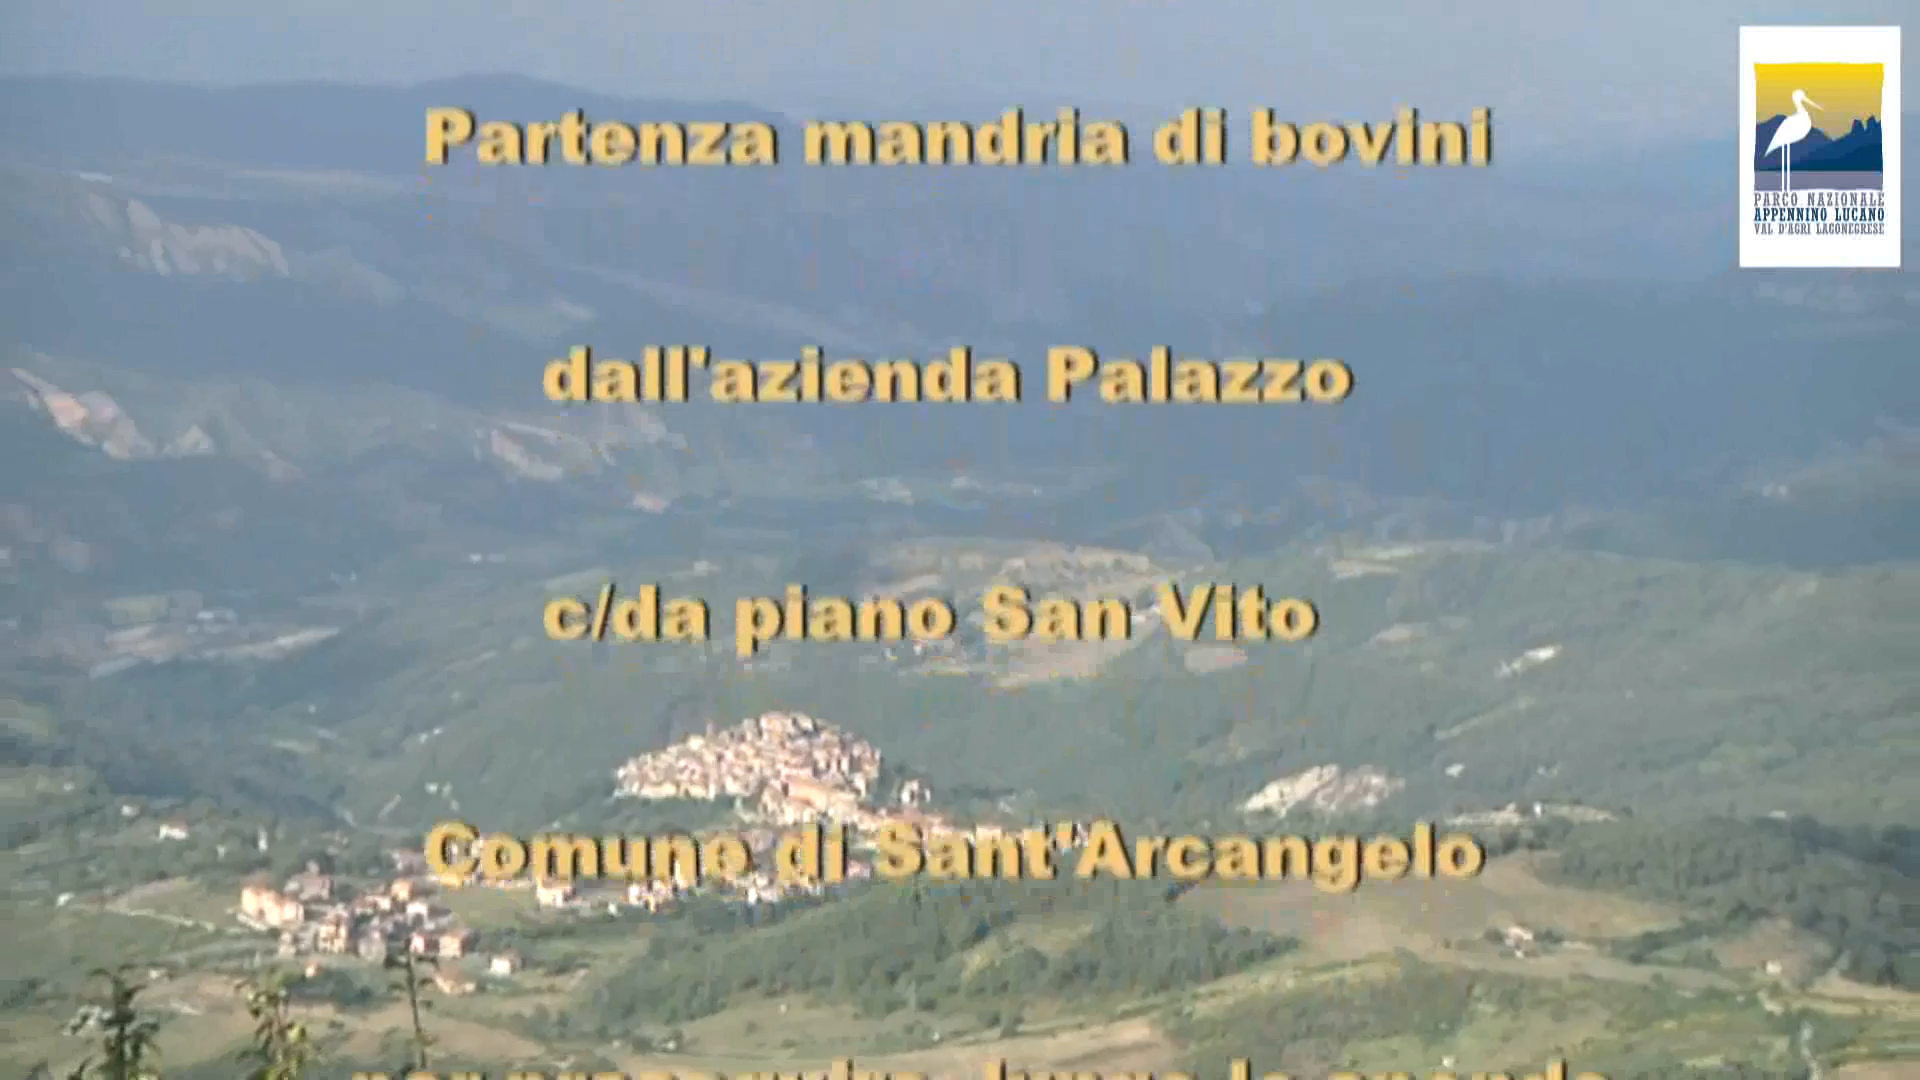 Partenza mandria di bovini
dall'azienda Palazzo
c/da piano San Vito
Comune di Sant'Arcangelo
PARCO NAZIONALE
APPENNINO LUCANO
VAL D'AGRI LAGONEGRESE